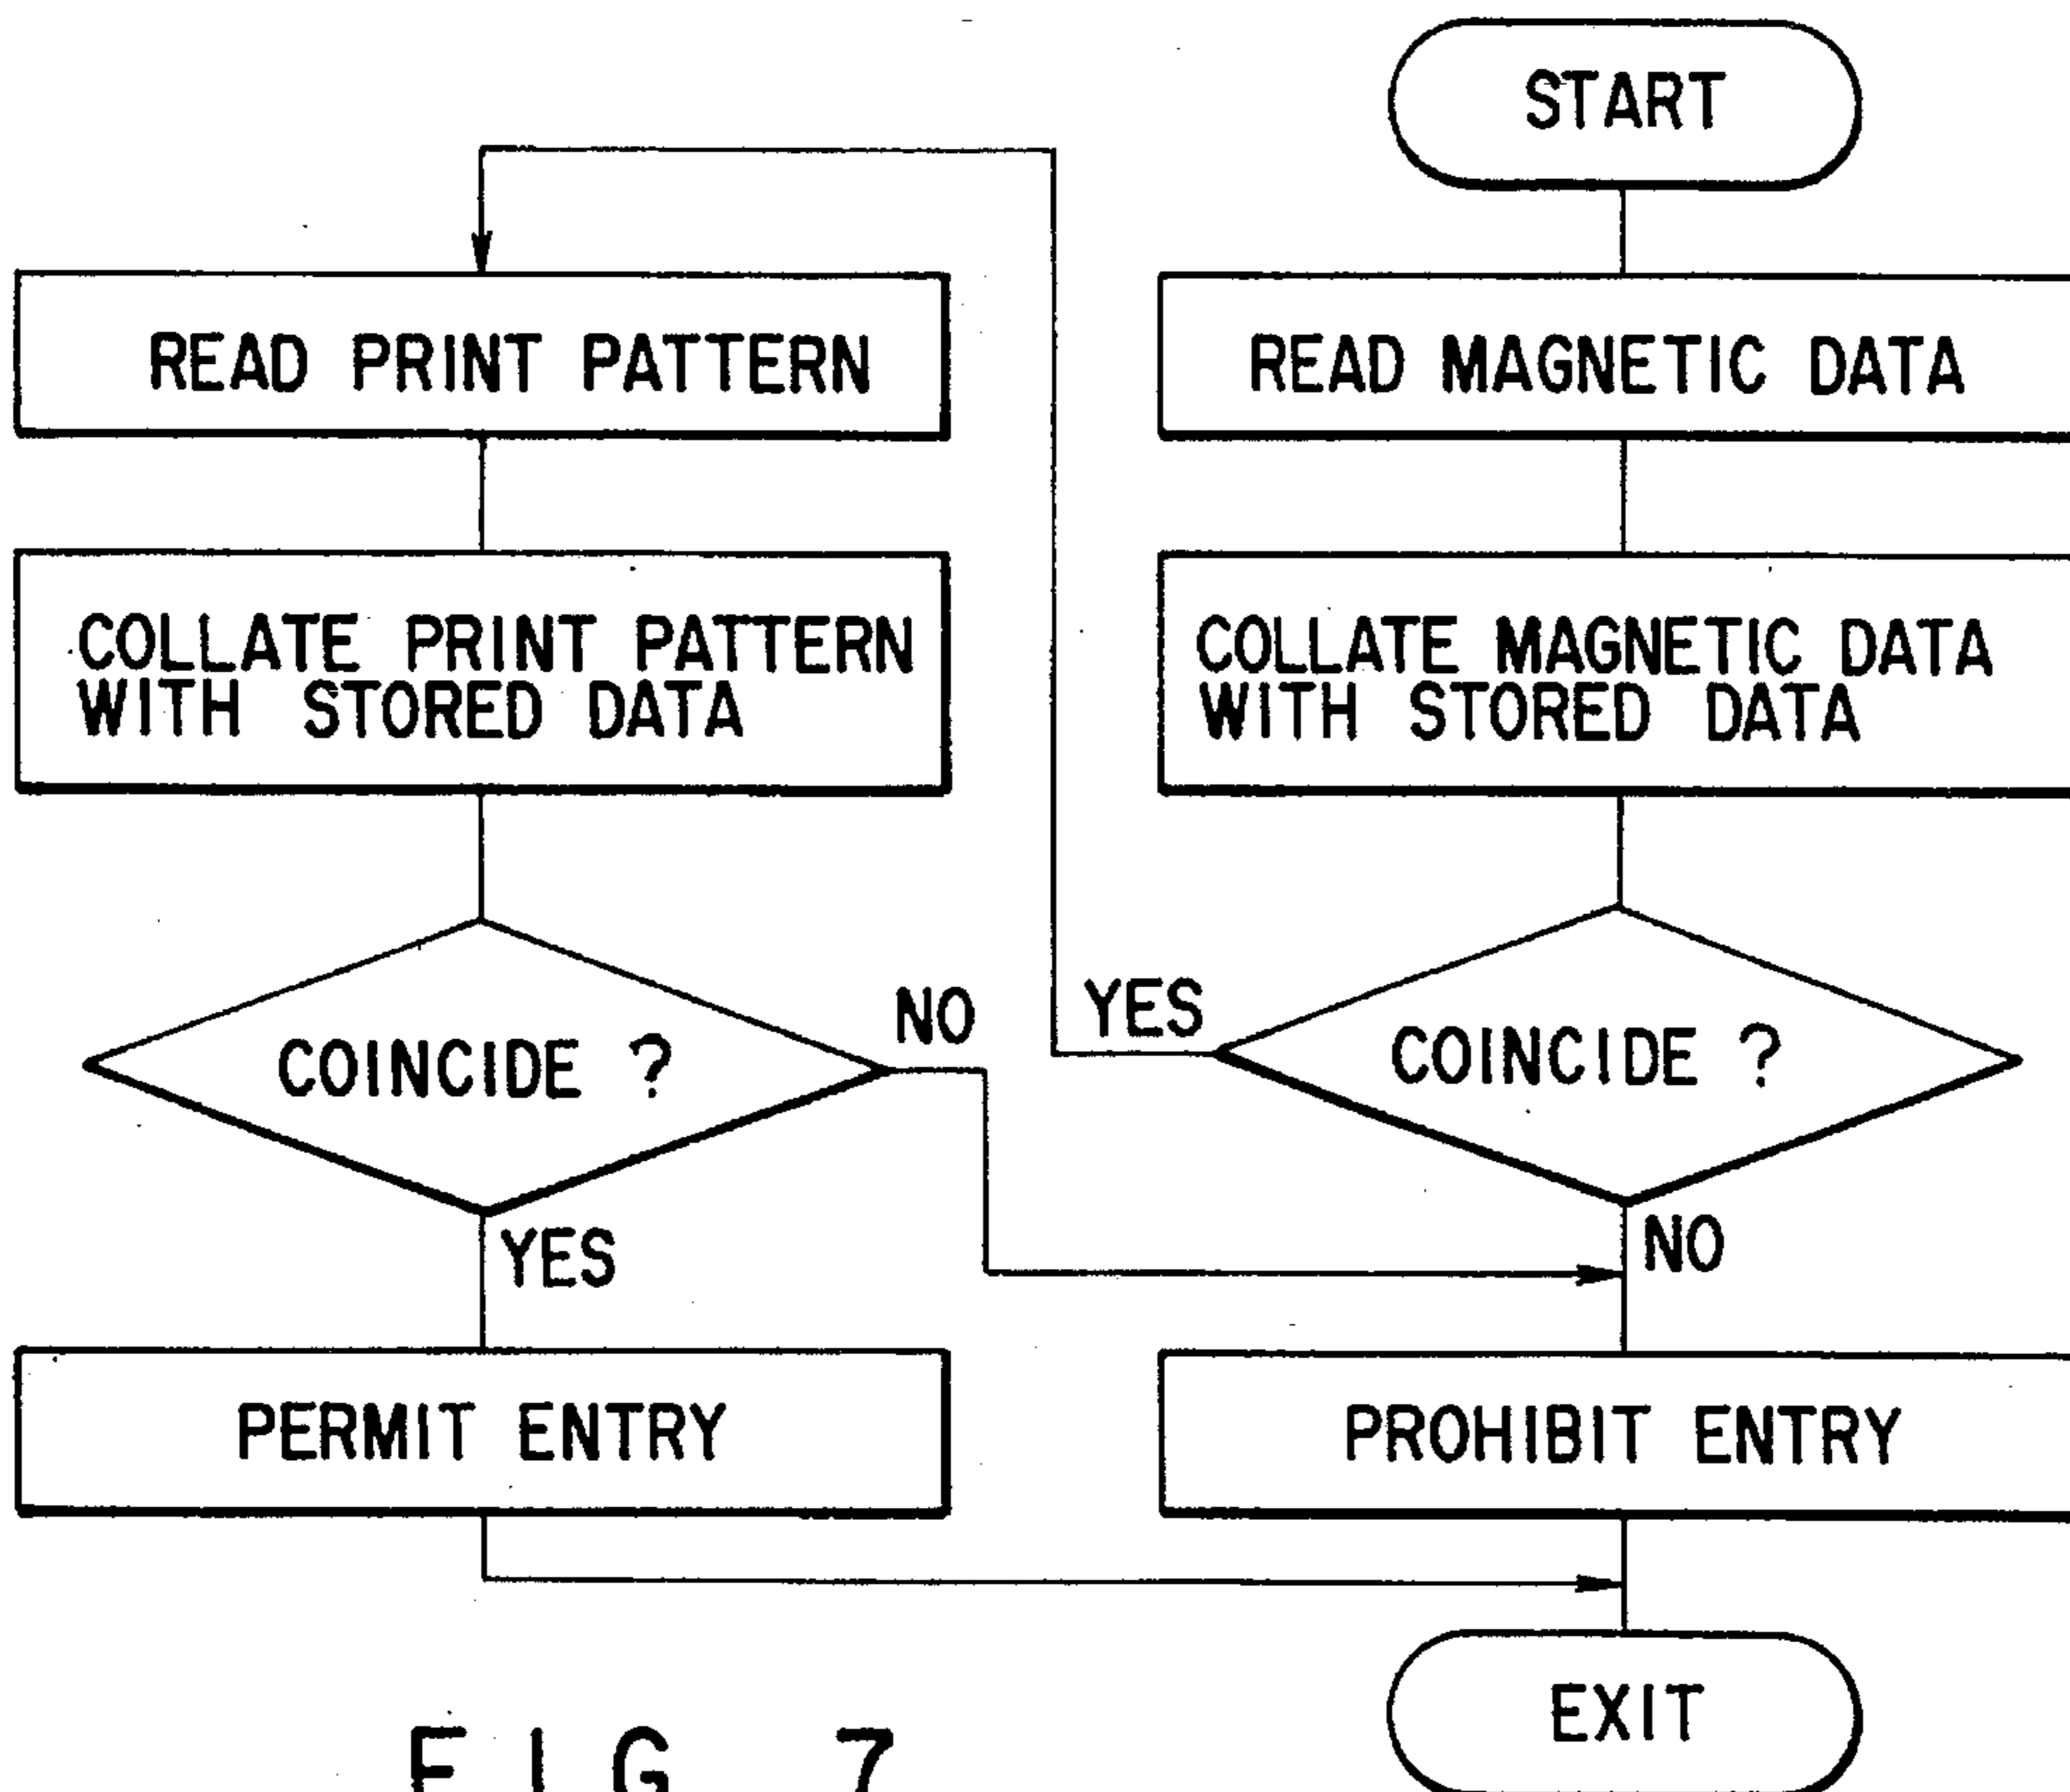 START
READ MAGNETIC DATA
COLLATE MAGNETIC DATA
WITH STORED DATA
COINCIDE ?
YES
NO
READ PRINT PATTERN
COLLATE PRINT PATTERN
WITH STORED DATA
COINCIDE ?
NO
YES
PERMIT ENTRY
PROHIBIT ENTRY
EXIT
FIG 7